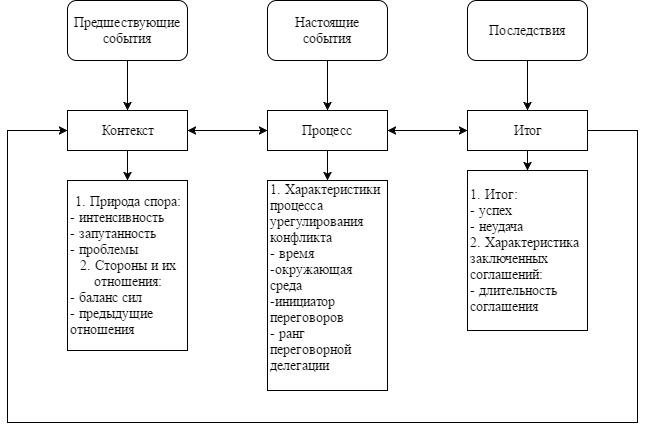 Предшествующие
события
Настоящие
события
Последствия
Контекст
Процесс
Итог
1. Природа спора:
- интенсивность
- запутанность
- проблемы
2. Стороны и их
отношения:
- баланс сил
- предыдущие
отношения
1. Характеристики
процесса
урегулирования
конфликта
- время
-окружающая
среда
-инициатор
переговоров
- ранг
переговорной
делегации
1. Итог:
- успех
- неудача
2. Характеристика
заключенных
соглашений:
- длительность
соглашения